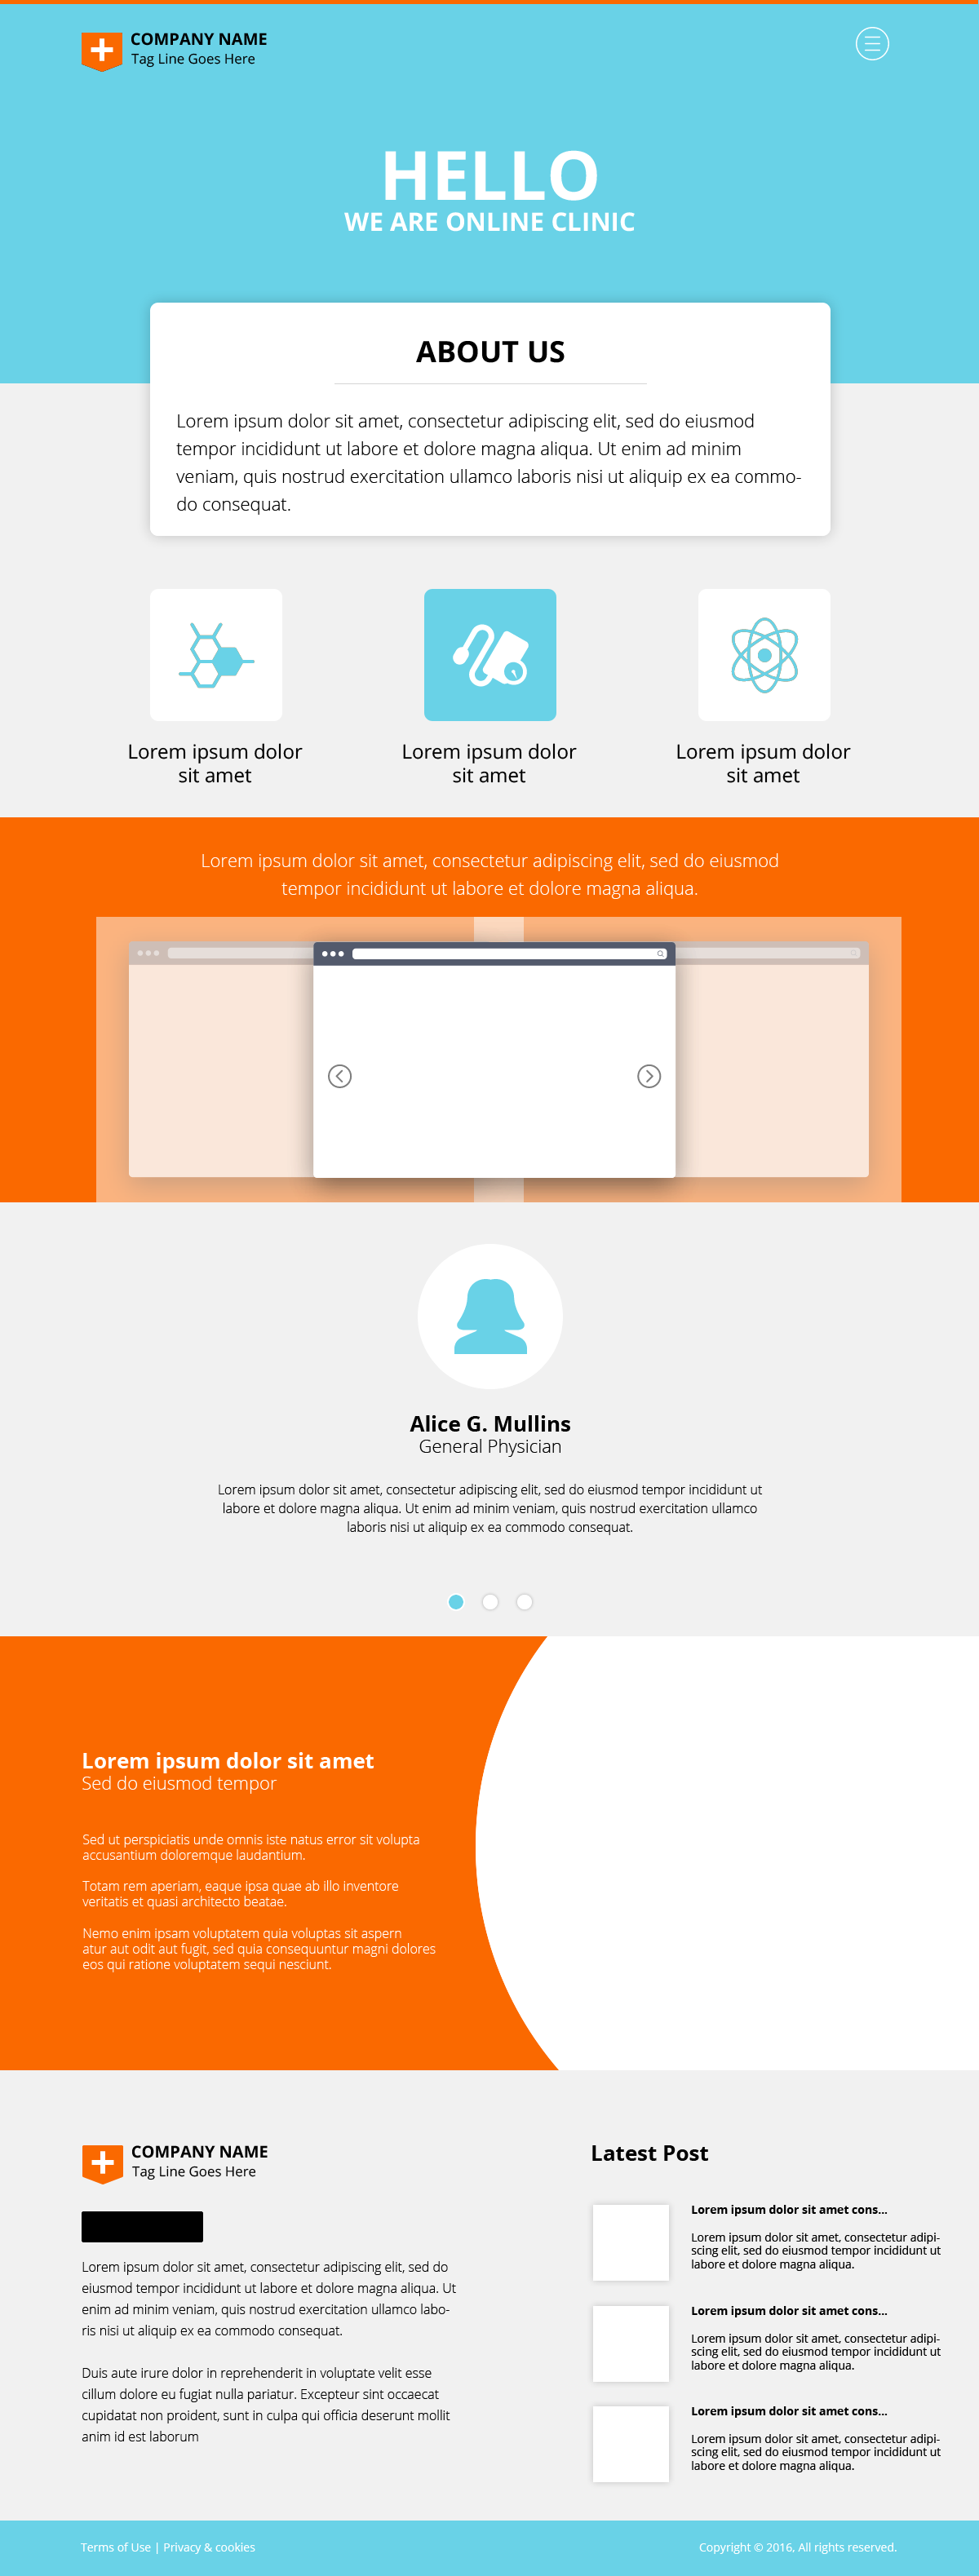 COMPANY NAME
Tag Line Goes Here
HELLO
WE ARE ONLINE CLINIC
ABOUT US
Lorem ipsum dolor sit amet, consectetur adipiscing elit, sed do eiusmod
tempor incididunt ut labore et dolore magna aliqua. Ut enim ad minim
veniam, quis nostrud exercitation ullamco laboris nisi ut aliquip ex ea commo-
do consequat.
Lorem ipsum dolor
sit amet
Lorem ipsum dolor
sit amet
Lorem ipsum dolor
sit amet
Lorem ipsum dolor sit amet, consectetur adipiscing elit, sed do eiusmod
tempor incididunt ut labore et dolore magna aliqua.
Alice G. Mullins
General Physician
Lorem ipsum dolor sit amet, consectetur adipiscing elit, sed do eiusmod tempor incididunt ut
labore et dolore magna aliqua. Ut enim ad minim veniam, quis nostrud exercitation ullamco
laboris nisi ut aliquip ex ea commodo consequat.
Lorem ipsum dolor sit amet
Sed do eiusmod tempor
Sed ut perspiciatis unde omnis iste natus error sit volupta
accusantium doloremque laudantium.
Totam rem aperiam, eaque ipsa quae ab illo inventore
veritatis et quasi architecto beatae.
Nemo enim ipsam voluptatem quia voluptas sit aspern
atur aut odit aut fugit, sed quia consequuntur magni dolores
eos qui ratione voluptatem sequi nesciunt.
COMPANY NAME
Tag Line Goes Here
Lorem ipsum dolor sit amet, consectetur adipiscing elit, sed do
eiusmod tempor incididunt ut labore et dolore magna aliqua. Ut
enim ad minim veniam, quis nostrud exercitation ullamco labo-
ris nisi ut aliquip ex ea commodo consequat.
Duis aute irure dolor in reprehenderit in voluptate velit esse
cillum dolore eu fugiat nulla pariatur. Excepteur sint occaecat
cupidatat non proident, sunt in culpa qui officia deserunt mollit
anim id est laborum
Latest Post
Lorem ipsum dolor sit amet cons...
Lorem ipsum dolor sit amet, consectetur adipi-
scing elit, sed do eiusmod tempor incididunt ut
labore et dolore magna aliqua.
Lorem ipsum dolor sit amet cons...
Lorem ipsum dolor sit amet, consectetur adipi-
scing elit, sed do eiusmod tempor incididunt ut
labore et dolore magna aliqua.
Lorem ipsum dolor sit amet cons...
Lorem ipsum dolor sit amet, consectetur adipi-
scing elit, sed do eiusmod tempor incididunt ut
labore et dolore magna aliqua.
Terms of Use | Privacy & cookies
Copyright © 2016, All rights reserved.